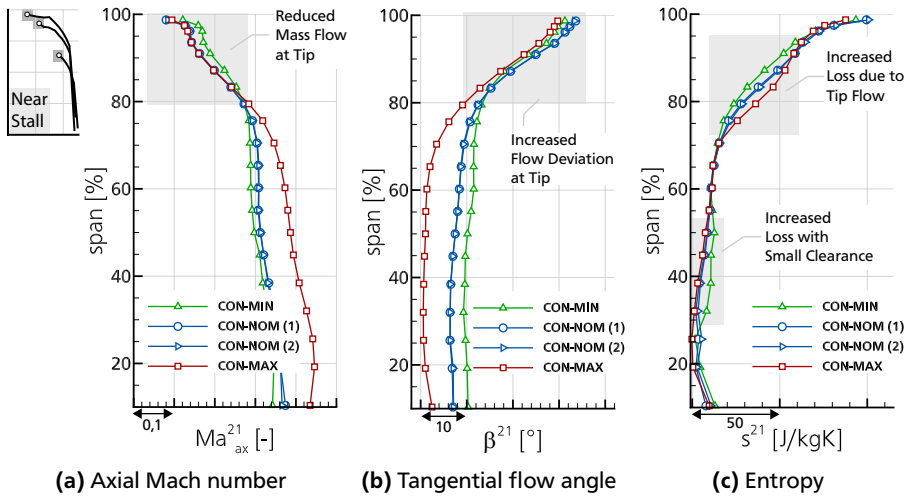 Near
Stall
span [%]
100
80
60
40
20
Reduced
Mass Flow
at Tip
CON-MIN
CON-NOM (1)
CON-NOM (2)
CON-MAX
0,1
Ma²¹ₐₓ [-]
(a) Axial Mach number
span [%]
100
80
60
40
20
Increased
Flow Deviation
at Tip
CON-MIN
CON-NOM (1)
CON-NOM (2)
CON-MAX
10
β²¹ [°]
(b) Tangential flow angle
span [%]
100
80
60
40
20
Increased
Loss due to
Tip Flow
Increased
Loss with
Small Clearance
CON-MIN
CON-NOM (1)
CON-NOM (2)
CON-MAX
50
s²¹ [J/kgK]
(c) Entropy